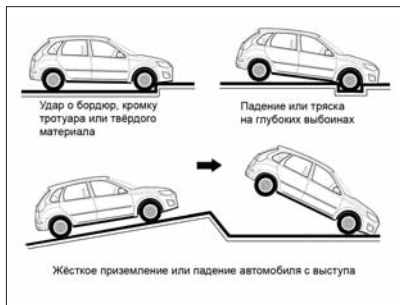 Удар о бордюр, кромку
тротуара или твёрдого
материала
Падение или тряска
на глубоких выбоинах
Жёсткое приземление или падение автомобиля с выступа